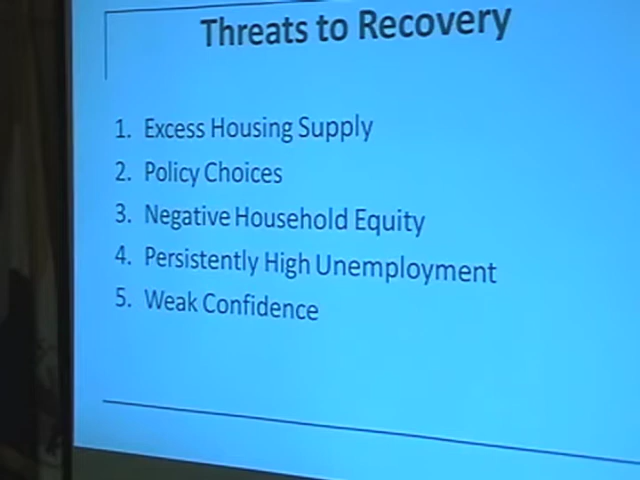 Threats to Recovery
1. Excess Housing Supply
2. Policy Choices
3. Negative Household Equity
4. Persistently High Unemployment
5. Weak Confidence